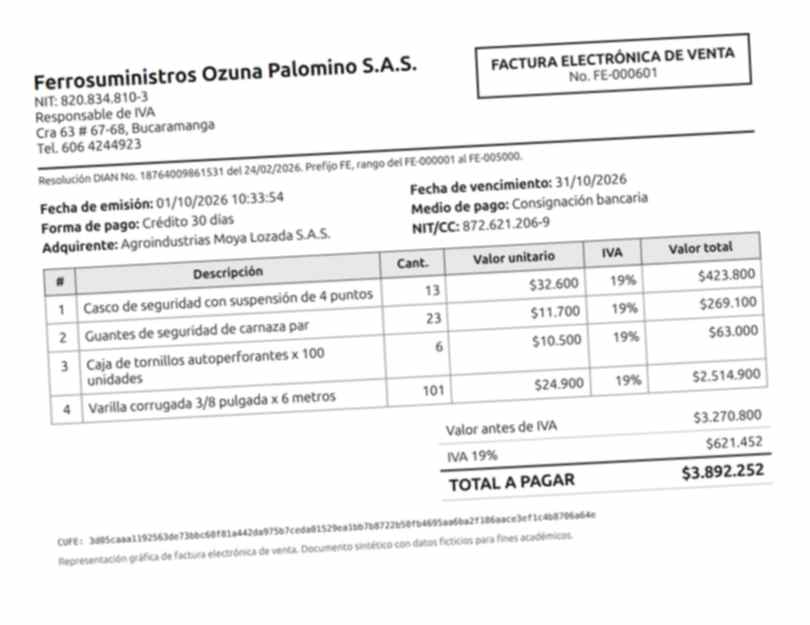 Ferrosuministros Ozuna Palomino S.A.S.
NIT: 820.834.810-3
Responsable de IVA
Cra 63 # 67-68, Bucaramanga
Tel. 606 4244923
FACTURA ELECTRÓNICA DE VENTA
No. FE-000601
Resolución DIAN No. 18764009861531 del 24/02/2026. Prefijo FE, rango del FE-000001 al FE-005000.
Fecha de emisión: 01/10/2026 10:33:54
Forma de pago: Crédito 30 días
Adquirente: Agroindustrias Moya Lozada S.A.S.
Fecha de vencimiento: 31/10/2026
Medio de pago: Consignación bancaria
NIT/CC: 872.621.206-9
# Descripción Cant. Valor unitario IVA Valor total
1 Casco de seguridad con suspensión de 4 puntos 13 $32.600 19% $423.800
2 Guantes de seguridad de carnaza par 23 $11.700 19% $269.100
3 Caja de tornillos autoperforantes x 100 6 $10.500 19% $63.000
unidades
4 Varilla corrugada 3/8 pulgada x 6 metros 101 $24.900 19% $2.514.900
Valor antes de IVA $3.270.800
IVA 19% $621.452
TOTAL A PAGAR $3.892.252
CUFE:
Representación gráfica de factura electrónica de venta. Documento sintético con datos ficticios para fines académicos.